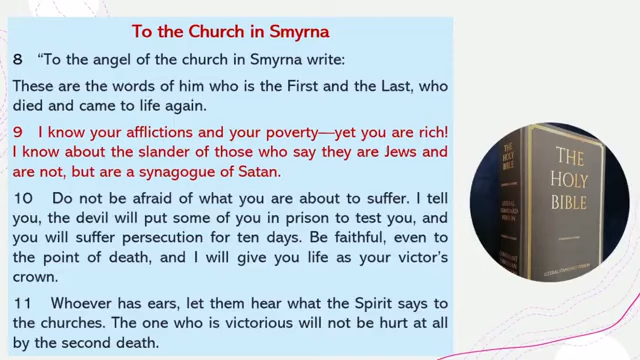 To the Church in Smyrna
8 “To the angel of the church in Smyrna write:
These are the words of him who is the First and the Last, who
died and came to life again.
9 I know your afflictions and your poverty—yet you are rich!
I know about the slander of those who say they are Jews and
are not, but are a synagogue of Satan.
10 Do not be afraid of what you are about to suffer. I tell
you, the devil will put some of you in prison to test you, and
you will suffer persecution for ten days. Be faithful, even to
the point of death, and I will give you life as your victor’s
crown.
11 Whoever has ears, let them hear what the Spirit says to
the churches. The one who is victorious will not be hurt at all
by the second death.
THE
HOLY
BIBLE
THE
HOLY
BIBLE